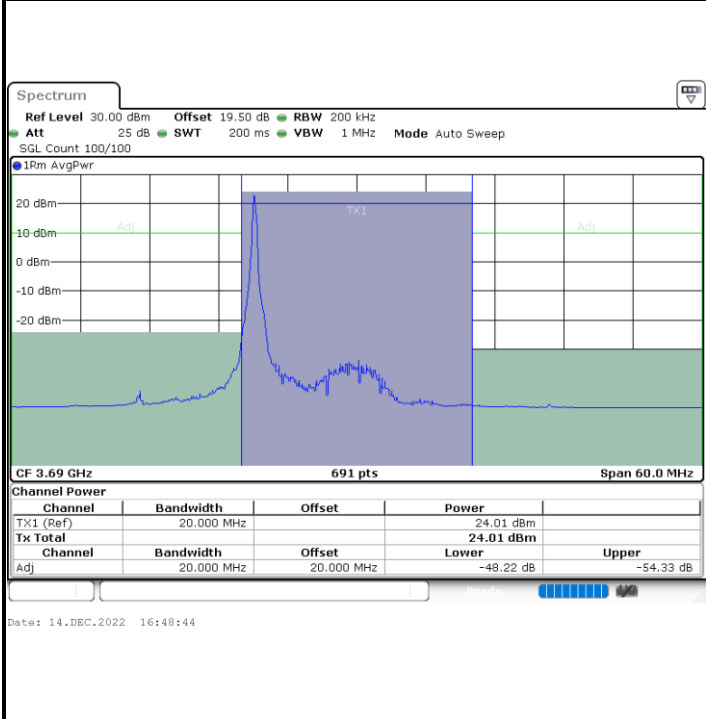 Spectrum
Ref Level 30.00 dBm Offset 19.50 dB RBW 200 kHz
Att 25 dB SWT 200 ms VBW 1 MHz Mode Auto Sweep
SGL Count 100/100
1Rm AvgPwr
20 dBm
TX1
Adj
Adj
10 dBm
0 dBm
-10 dBm
-20 dBm
CF 3.69 GHz 691 pts Span 60.0 MHz
Channel Power
Channel Bandwidth Offset Power
TX1 (Ref) 20.000 MHz 24.01 dBm
Tx Total 24.01 dBm
Channel Bandwidth Offset Lower Upper
Adj 20.000 MHz 20.000 MHz -48.22 dB -54.33 dB
Ready
Date: 14.DEC.2022 16:48:44